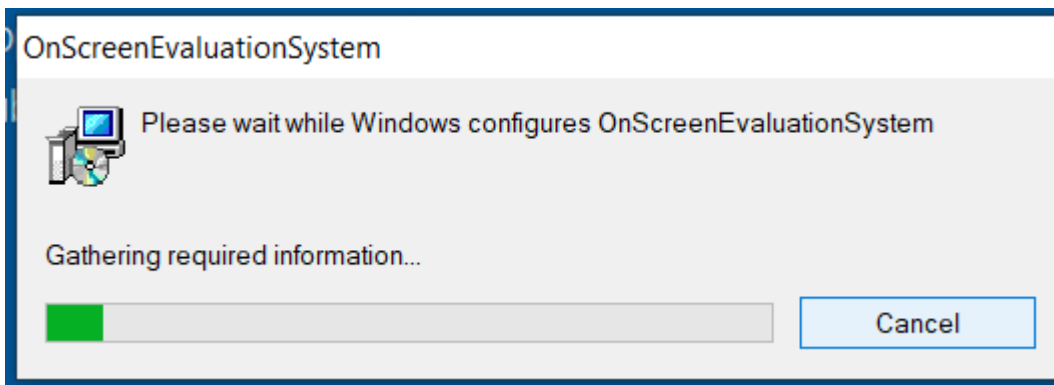 OnScreenEvaluationSystem
Please wait while Windows configures OnScreenEvaluationSystem
Gathering required information...
Cancel